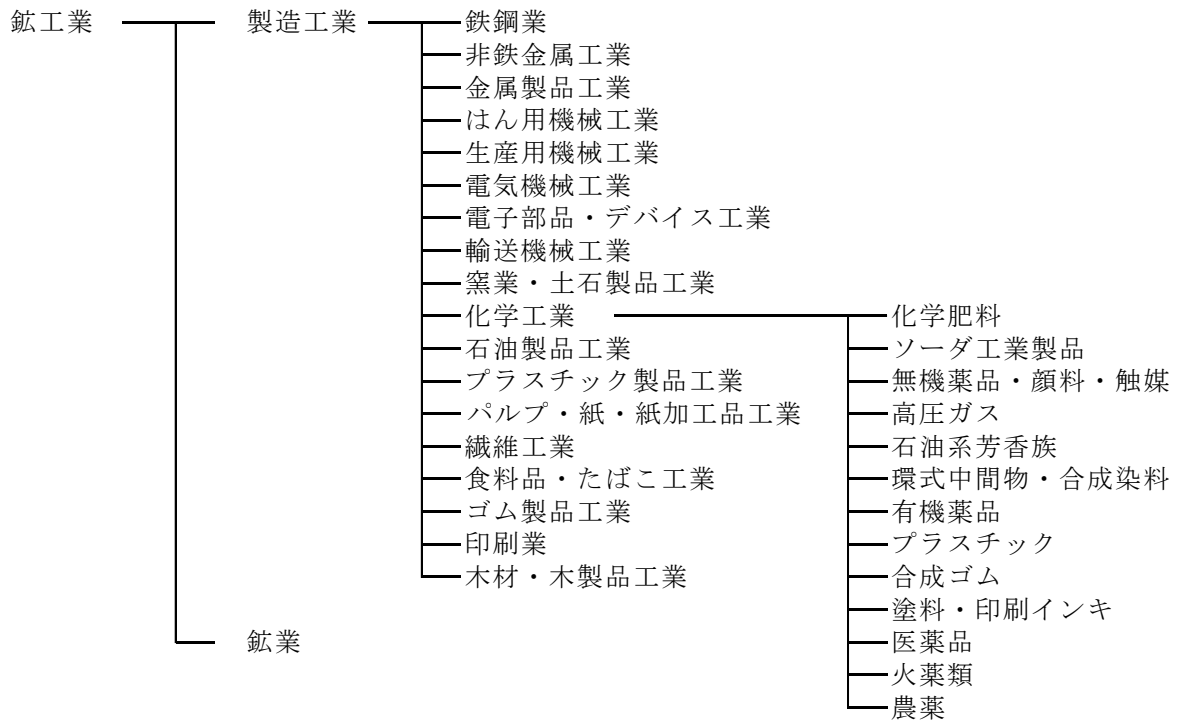 鉱工業 製造工業 鉄鋼業
非鉄金属工業
金属製品工業
はん用機械工業
生産用機械工業
電気機械工業
電子部品・デバイス工業
輸送機械工業
窯業・土石製品工業
化学工業 化学肥料
石油製品工業 ソーダ工業製品
プラスチック製品工業 無機薬品・顔料・触媒
パルプ・紙・紙加工品工業 高圧ガス
繊維工業 石油系芳香族
食料品・たばこ工業 環式中間物・合成染料
ゴム製品工業 有機薬品
印刷業 プラスチック
木材・木製品工業 合成ゴム
塗料・印刷インキ
鉱業 医薬品
火薬類
農薬